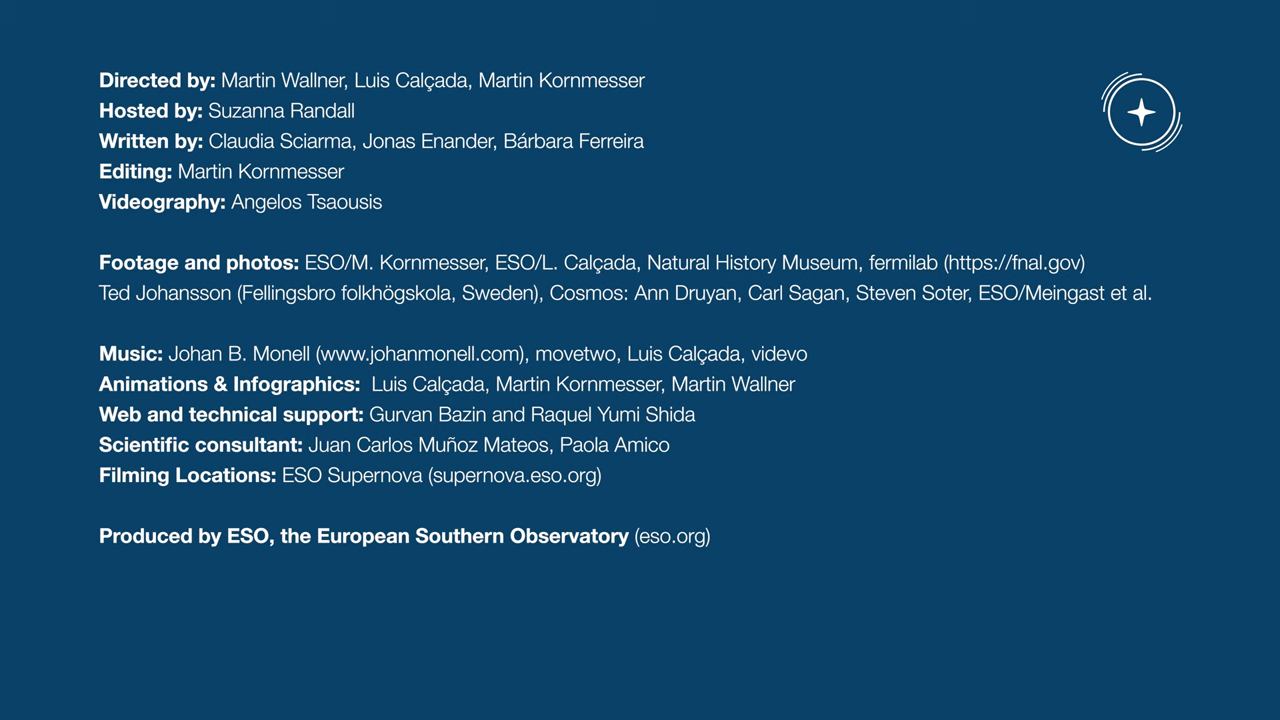 Directed by: Martin Wallner, Luis Calçada, Martin Kornmesser
Hosted by: Suzanna Randall
Written by: Claudia Sciarma, Jonas Enander, Bárbara Ferreira
Editing: Martin Kornmesser
Videography: Angelos Tsaousis
Footage and photos: ESO/M. Kornmesser, ESO/L. Calçada, Natural History Museum, fermilab (https://fnal.gov)
Ted Johansson (Fellingsbro folkhögskola, Sweden), Cosmos: Ann Druyan, Carl Sagan, Steven Soter, ESO/Meingast et al.
Music: Johan B. Monell (www.johanmonell.com), movetwo, Luis Calçada, videvo
Animations & Infographics: Luis Calçada, Martin Kornmesser, Martin Wallner
Web and technical support: Gurvan Bazin and Raquel Yumi Shida
Scientific consultant: Juan Carlos Muñoz Mateos, Paola Amico
Filming Locations: ESO Supernova (supernova.eso.org)
Produced by ESO, the European Southern Observatory (eso.org)